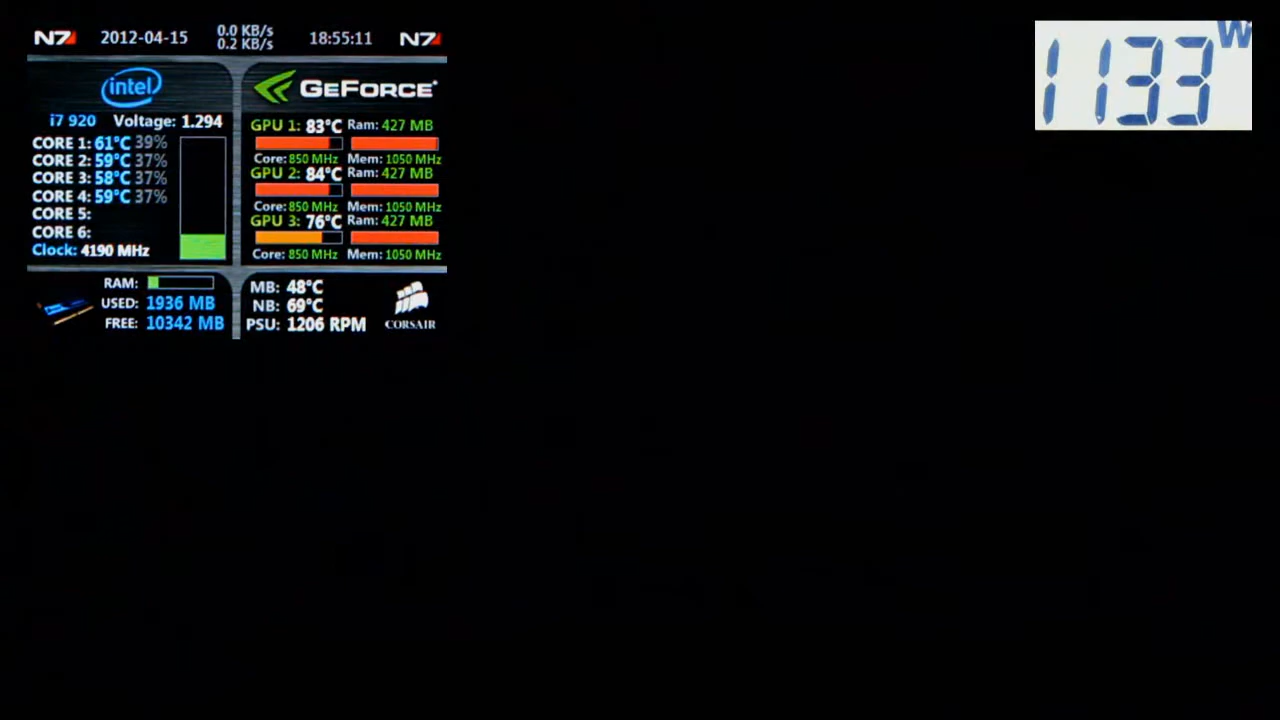 N7 2012-04-15 0.0 KB/s 18:55:11 N7
0.2 KB/s
intel
i7 920 Voltage: 1.294
CORE 1: 61°C 39%
CORE 2: 59°C 37%
CORE 3: 58°C 37%
CORE 4: 59°C 37%
CORE 5:
CORE 6:
Clock: 4190 MHz
GEFORCE
GPU 1: 83°C Ram: 427 MB
Core: 850 MHz Mem: 1050 MHz
GPU 2: 84°C Ram: 427 MB
Core: 850 MHz Mem: 1050 MHz
GPU 3: 76°C Ram: 427 MB
Core: 850 MHz Mem: 1050 MHz
RAM:
USED: 1936 MB
FREE: 10342 MB
MB: 48°C
NB: 69°C
PSU: 1206 RPM
CORSAIR
1133 W